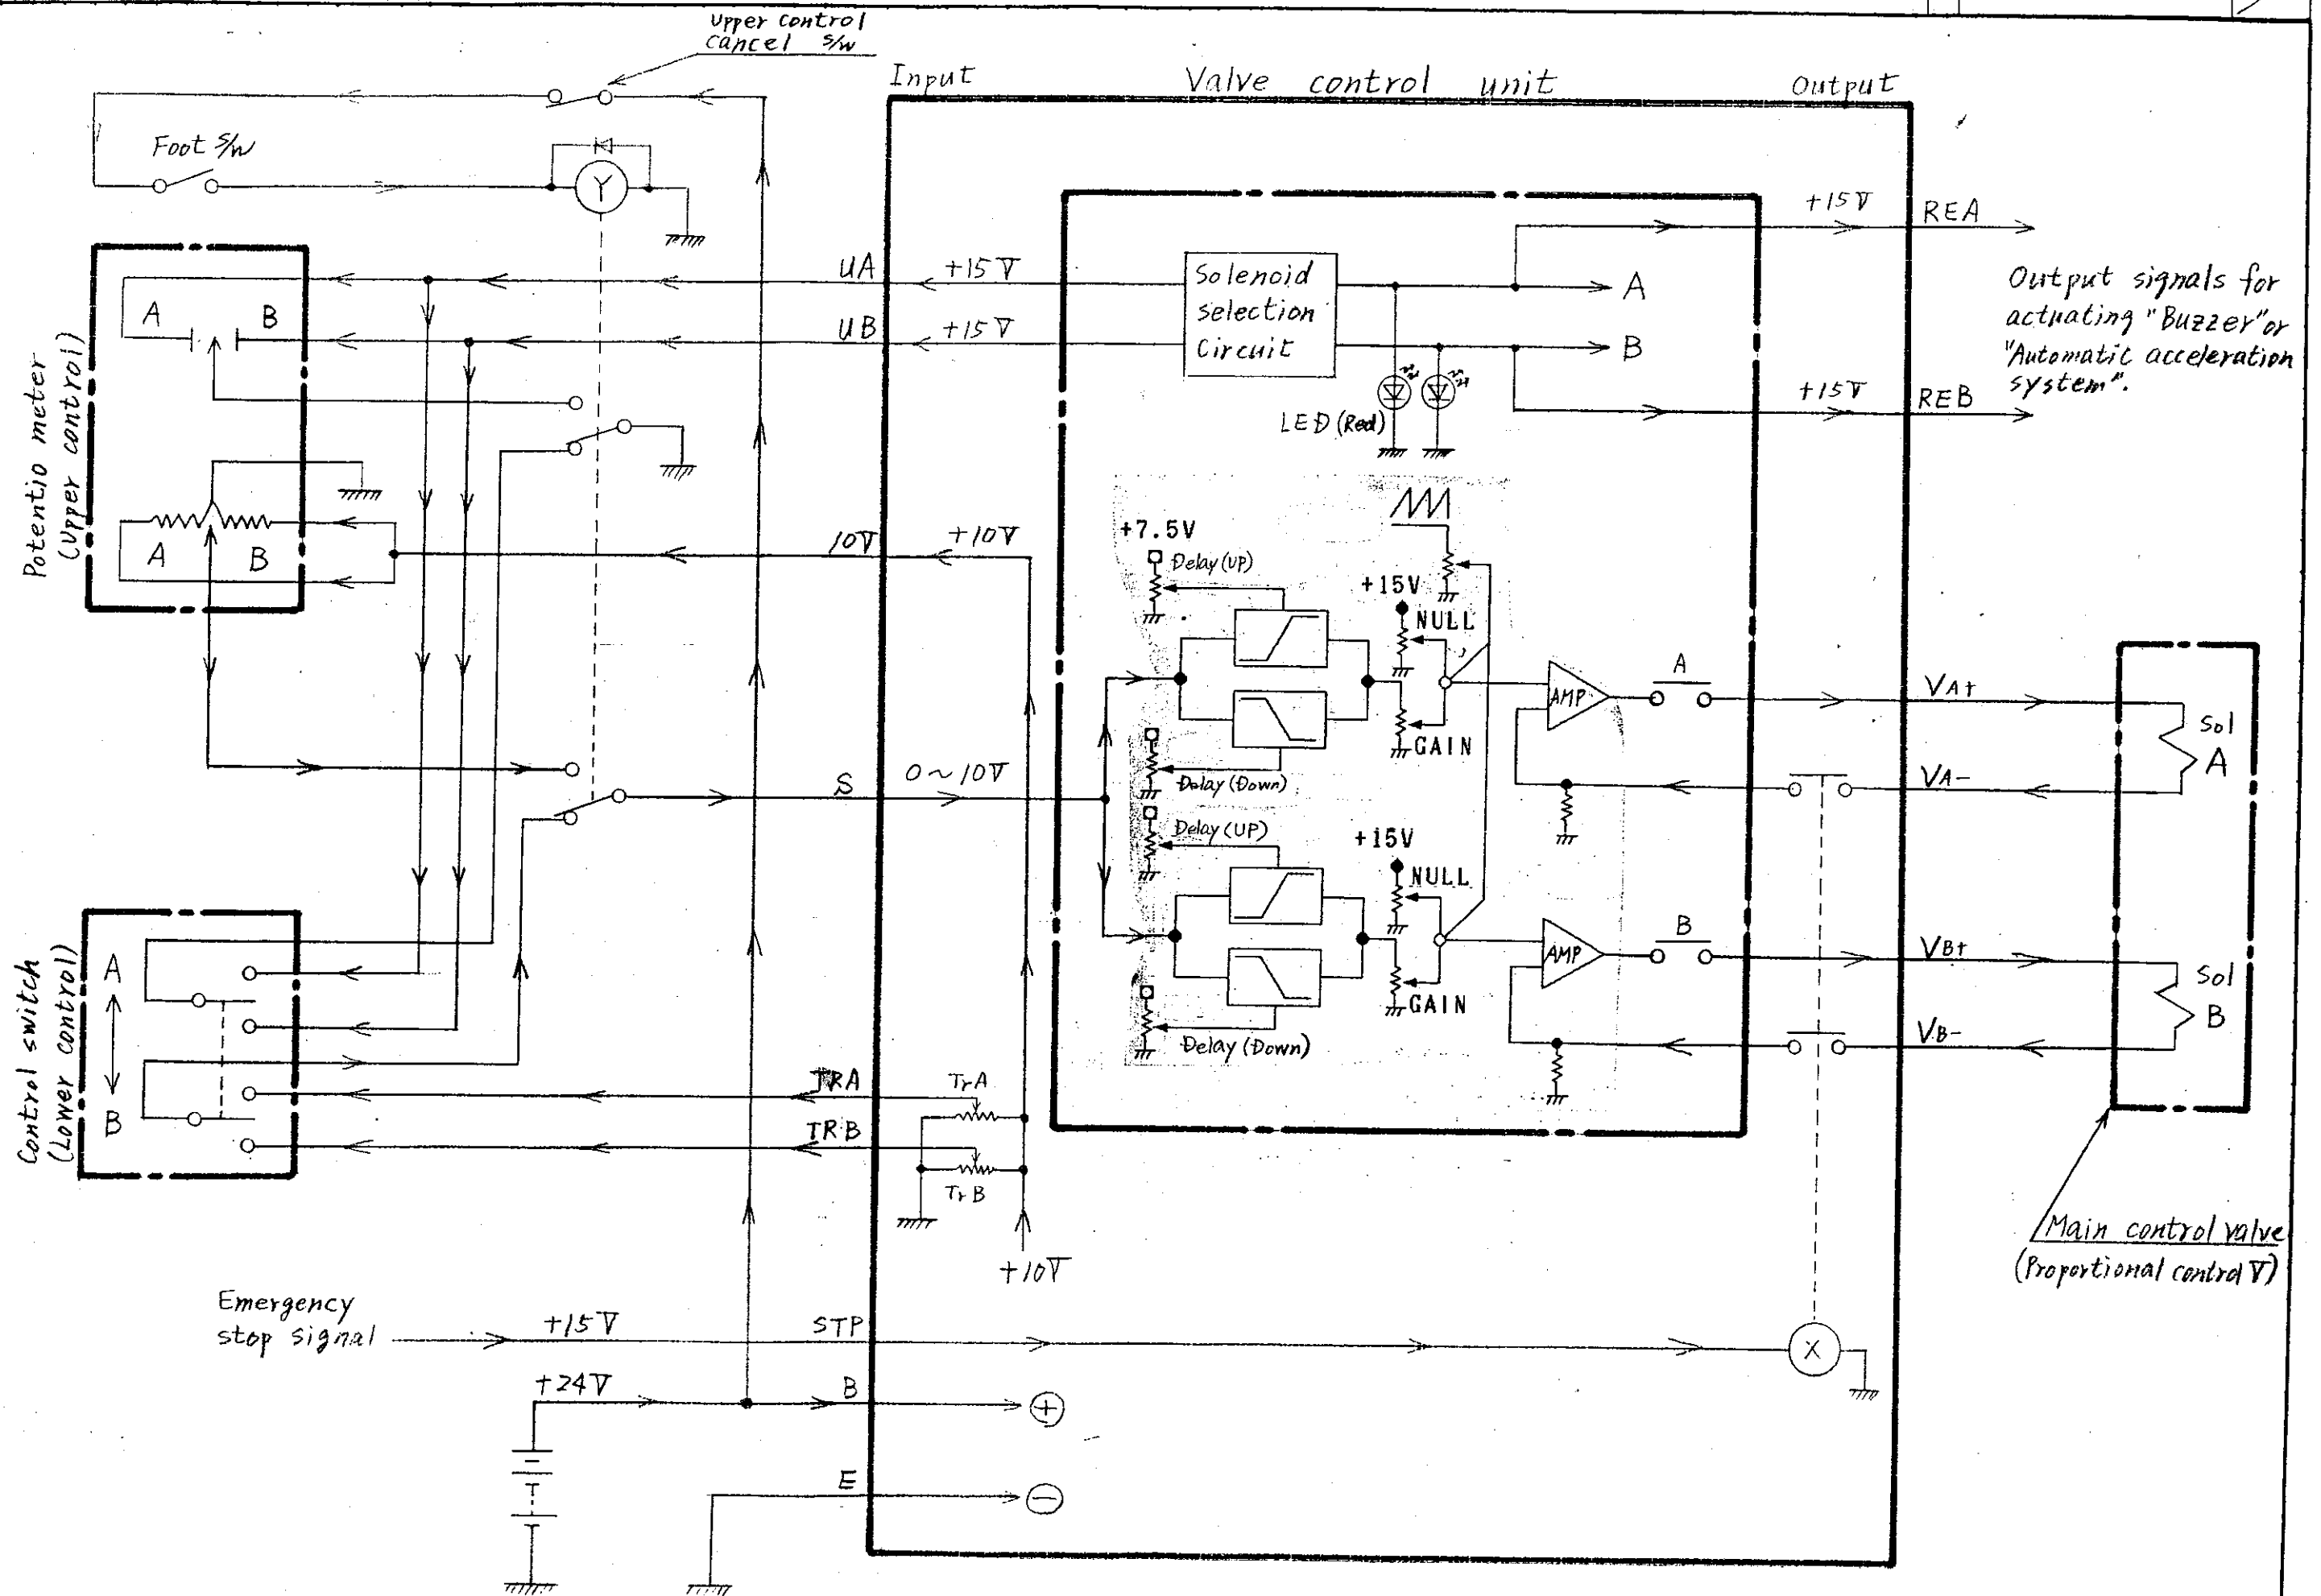 Upper control
cancel S/W
Input
Valve control unit
Output
Foot S/W
Y
+15V
REA
UA
+15V
Solenoid
selection
Circuit
A
Output signals for
actuating "Buzzer" or
"Automatic acceleration
system".
A
B
UB
+15V
B
LED (Red)
+15V
REB
Potentio meter
(Upper control)
A
B
10V
+10V
+7.5V
Delay (UP)
+15V
NULL
AMP
A
VA+
GAIN
Sol
A
S
0~10V
Delay (Down)
VA-
Delay (UP)
+15V
NULL
AMP
B
VB+
GAIN
Sol
B
Delay (Down)
VB-
Control switch
(Lower control)
A
B
TRA
TrA
TRB
TrB
+10V
Main control valve
(Proportional control V)
Emergency
stop signal
+15V
STP
X
+24V
B
+
E
−